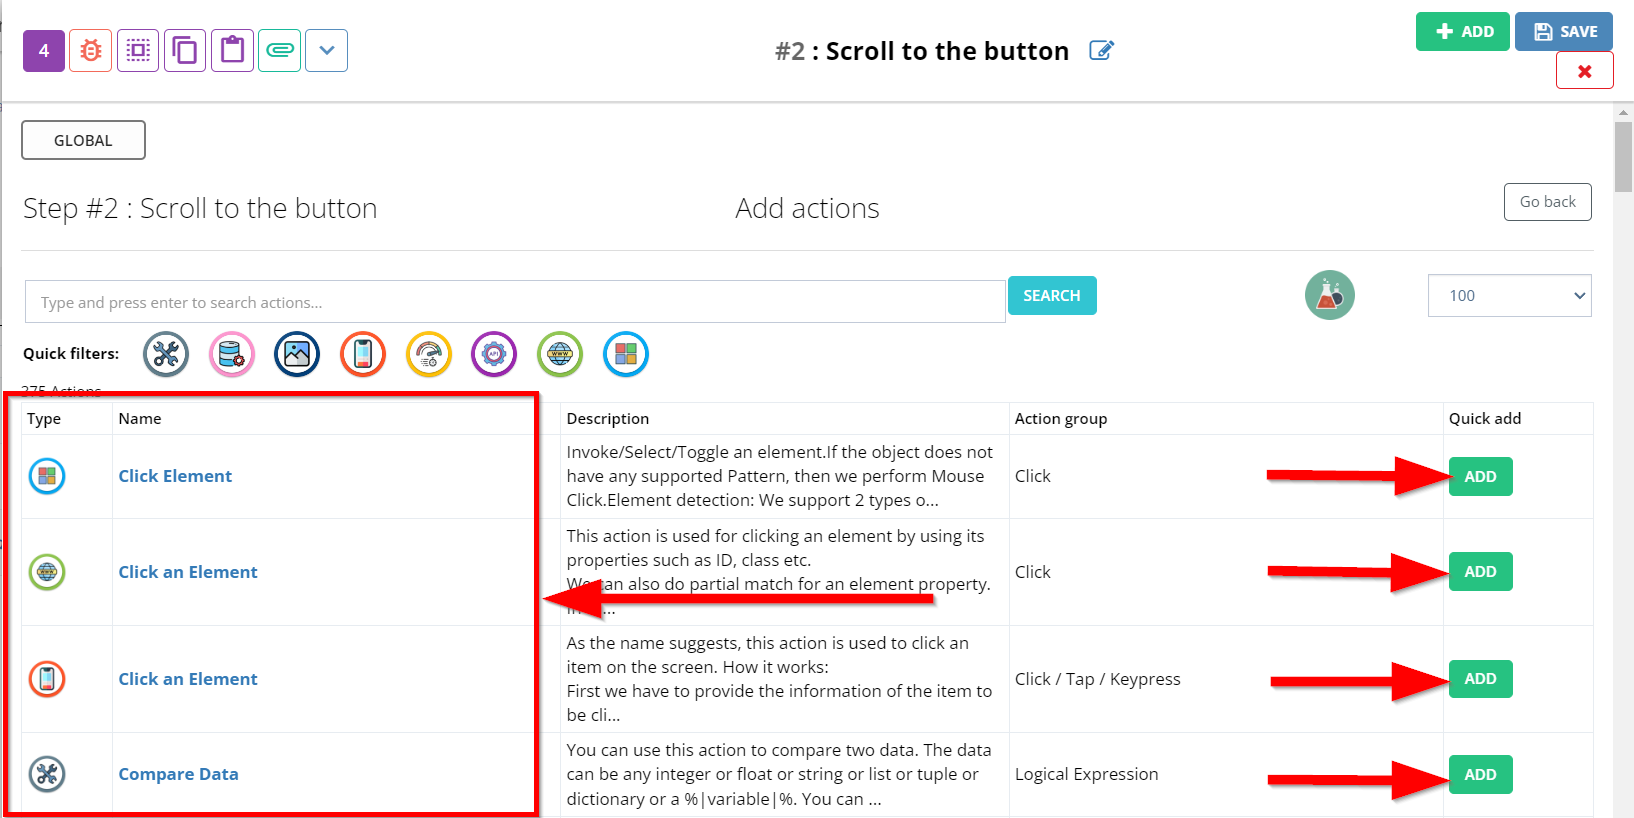 4
#2 : Scroll to the button
ADD
SAVE
GLOBAL
Step #2 : Scroll to the button
Add actions
Go back
Type and press enter to search actions...
SEARCH
100
Quick filters:
API
WWW
375 Actions
Type
Name
Description
Action group
Quick add
Click Element
Invoke/Select/Toggle an element.If the object does not
have any supported Pattern, then we perform Mouse
Click.Element detection: We support 2 types o...
Click
ADD
WWW
Click an Element
This action is used for clicking an element by using its
properties such as ID, class etc.
We can also do partial match for an element property.
Click
ADD
Click an Element
As the name suggests, this action is used to click an
item on the screen. How it works:
First we have to provide the information of the item to
be cli...
Click / Tap / Keypress
ADD
Compare Data
You can use this action to compare two data. The data
can be any integer or float or string or list or tuple or
dictionary or a %|variable|%. You can ...
Logical Expression
ADD